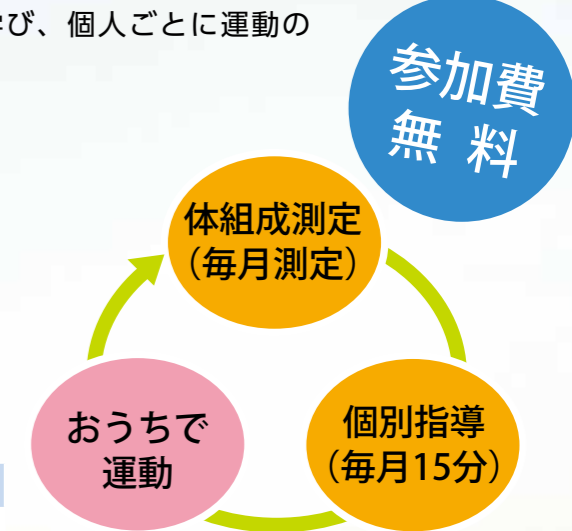 び、個人ごとに運動の
参加費
無 料
体組成測定
（毎月測定）
個別指導
（毎月15分）
おうちで
運動